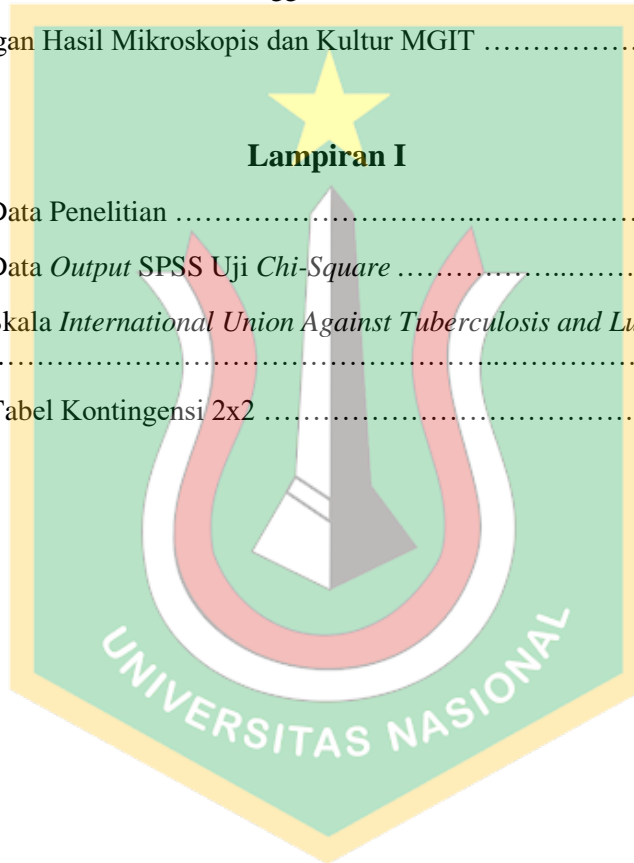 gan Hasil Mikroskopis dan Kultur MGIT ………………
Lampiran I
Data Penelitian …………………………...………………
Data Output SPSS Uji Chi-Square ……………...………
Skala International Union Against Tuberculosis and Lu
……………………………………………...……………
Tabel Kontingensi 2x2 …………………………………
UNIVERSITAS NASIONAL